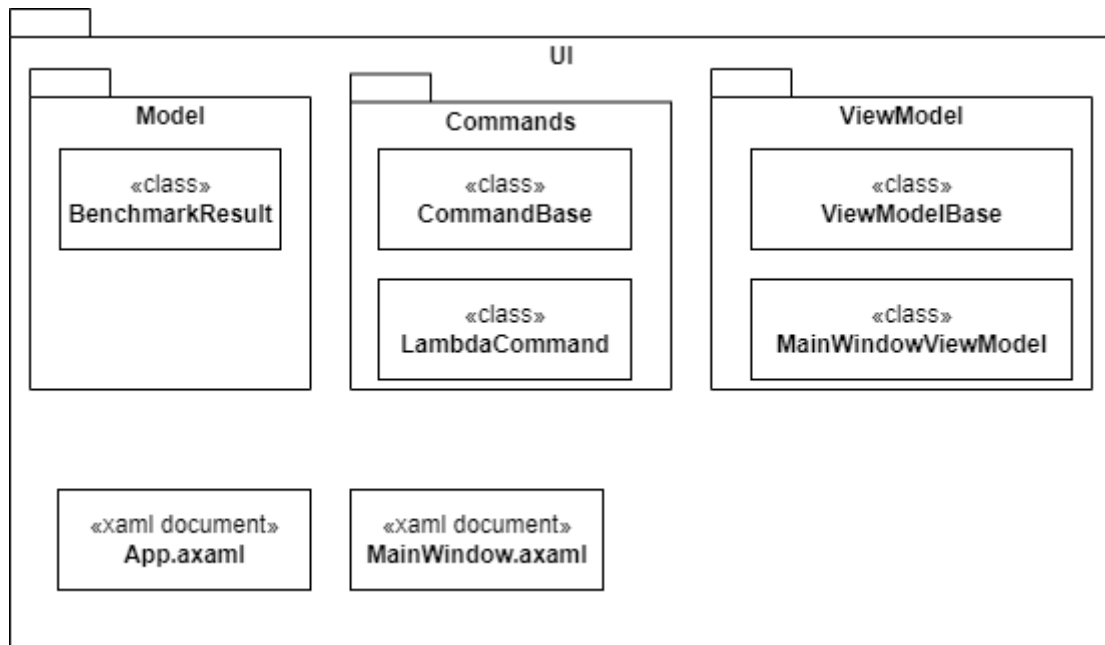 UI
Model
«class»
BenchmarkResult
Commands
«class»
CommandBase
«class»
LambdaCommand
ViewModel
«class»
ViewModelBase
«class»
MainWindowViewModel
«xaml document»
App.axaml
«xaml document»
MainWindow.axaml